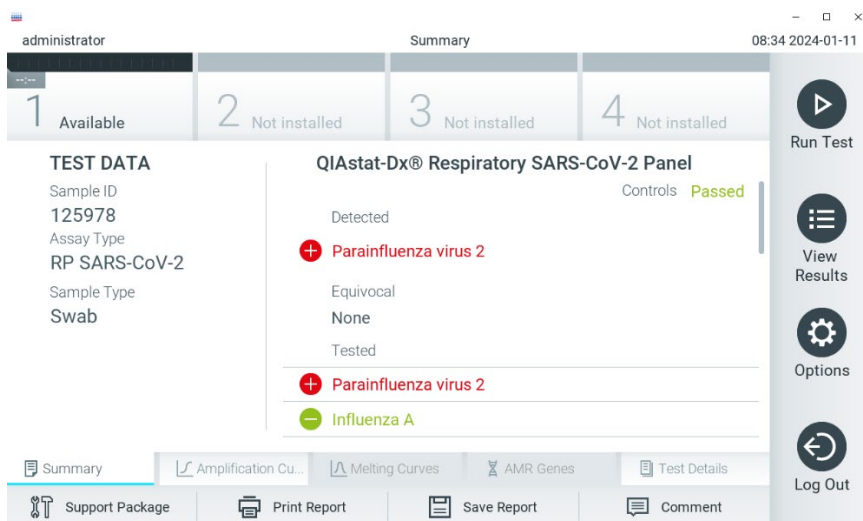 administrator Summary 08:34 2024-01-11
--:--
1 Available 2 Not installed 3 Not installed 4 Not installed
Run Test
TEST DATA
Sample ID
125978
Assay Type
RP SARS-CoV-2
Sample Type
Swab
QIAstat-Dx® Respiratory SARS-CoV-2 Panel
Controls Passed
Detected
Parainfluenza virus 2
Equivocal
None
Tested
Parainfluenza virus 2
Influenza A
View
Results
Options
Log Out
Summary Amplification Cu... Melting Curves AMR Genes Test Details
Support Package Print Report Save Report Comment